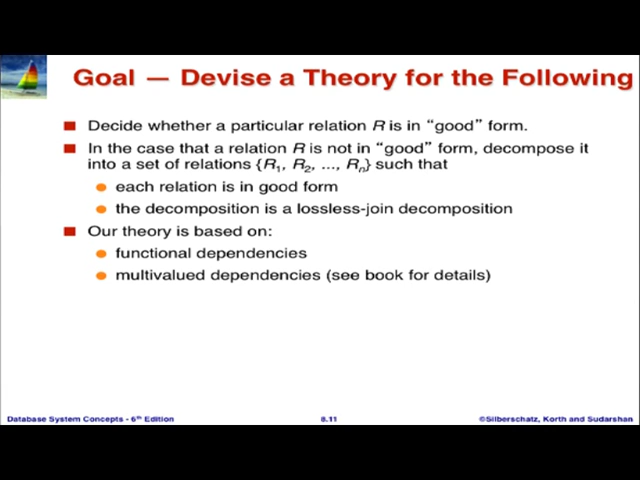 Goal — Devise a Theory for the Following
Decide whether a particular relation R is in “good” form.
In the case that a relation R is not in “good” form, decompose it
into a set of relations {R1, R2, ..., Rn} such that
each relation is in good form
the decomposition is a lossless-join decomposition
Our theory is based on:
functional dependencies
multivalued dependencies (see book for details)
Database System Concepts - 6th Edition
8.11
©Silberschatz, Korth and Sudarshan